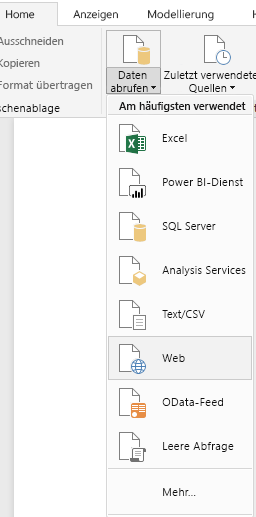 Home Anzeigen Modellierung
Ausschneiden
Kopieren
Format übertragen
schenablage
Daten abrufen
Zuletzt verwendete Quellen
Am häufigsten verwendet
Excel
Power BI-Dienst
SQL Server
Analysis Services
Text/CSV
Web
OData-Feed
Leere Abfrage
Mehr...